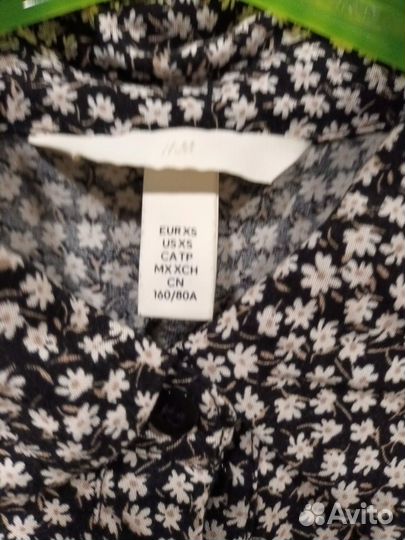 H&M
EUR XS
US XS
CA TP
MX XCH
CN
160/80A
Avito